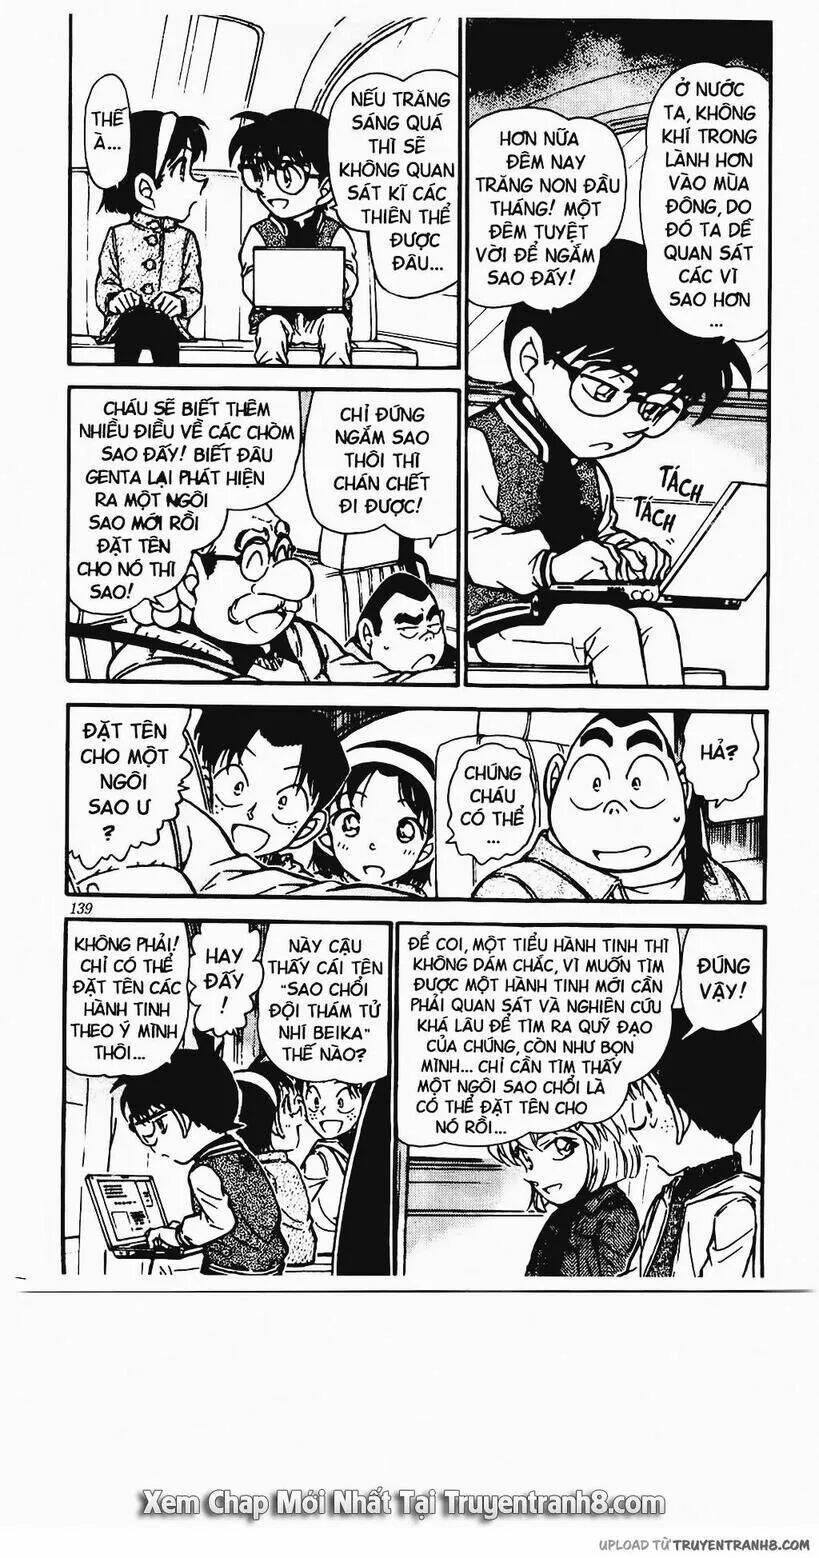 Ở NƯỚC
TA, KHÔNG
KHÍ TRONG
LÀNH HƠN
VÀO MÙA
ĐÔNG, DO
ĐÓ TA DỄ
QUAN SÁT
CÁC VÌ
SAO HƠN
...
HƠN NỮA
ĐÊM NAY
TRĂNG NON ĐẦU
THÁNG! MỘT
ĐÊM TUYỆT
VỜI ĐỂ NGẮM
SAO ĐẤY!
TÁCH
TÁCH
NẾU TRĂNG
SÁNG QUÁ
THÌ SẼ
KHÔNG QUAN
SÁT KĨ CÁC
THIÊN THỂ
ĐƯỢC
ĐÂU...
THẾ
À...
CHỈ ĐỨNG
NGẮM SAO
THÔI THÌ
CHÁN CHẾT
ĐI ĐƯỢC!
CHÁU SẼ BIẾT THÊM
NHIỀU ĐIỀU VỀ CÁC CHÒM
SAO ĐẤY! BIẾT ĐÂU
GENTA LẠI PHÁT HIỆN
RA MỘT NGÔI
SAO MỚI RỒI
ĐẶT TÊN
CHO NÓ THÌ
SAO!
HẢ?
CHÚNG
CHÁU
CÓ THỂ
...
ĐẶT TÊN
CHO MỘT
NGÔI
SAO Ư
?
139
ĐÚNG
VẬY!
ĐỂ COI, MỘT TIỂU HÀNH TINH THÌ
KHÔNG DÁM CHẮC, VÌ MUỐN TÌM
ĐƯỢC MỘT HÀNH TINH MỚI CẦN
PHẢI QUAN SÁT VÀ NGHIÊN CỨU
KHÁ LÂU ĐỂ TÌM RA QUỸ ĐẠO
CỦA CHÚNG, CÒN NHƯ BỌN
MÌNH... CHỈ CẦN TÌM THẤY
MỘT NGÔI SAO CHỔI LÀ
CÓ THỂ ĐẶT TÊN CHO
NÓ RỒI...
NÀY CẬU
THẤY CÁI TÊN
"SAO CHỔI
ĐỘI THÁM TỬ
NHÍ BEIKA"
THẾ NÀO?
HAY
ĐẤY
!
KHÔNG PHẢI!
CHỈ CÓ THỂ
ĐẶT TÊN CÁC
HÀNH TINH
THEO Ý MÌNH
THÔI...
Xem Chap Mới Nhất Tại Truyentranh8.com
UPLOAD TỪ TRUYENTRANH8.COM